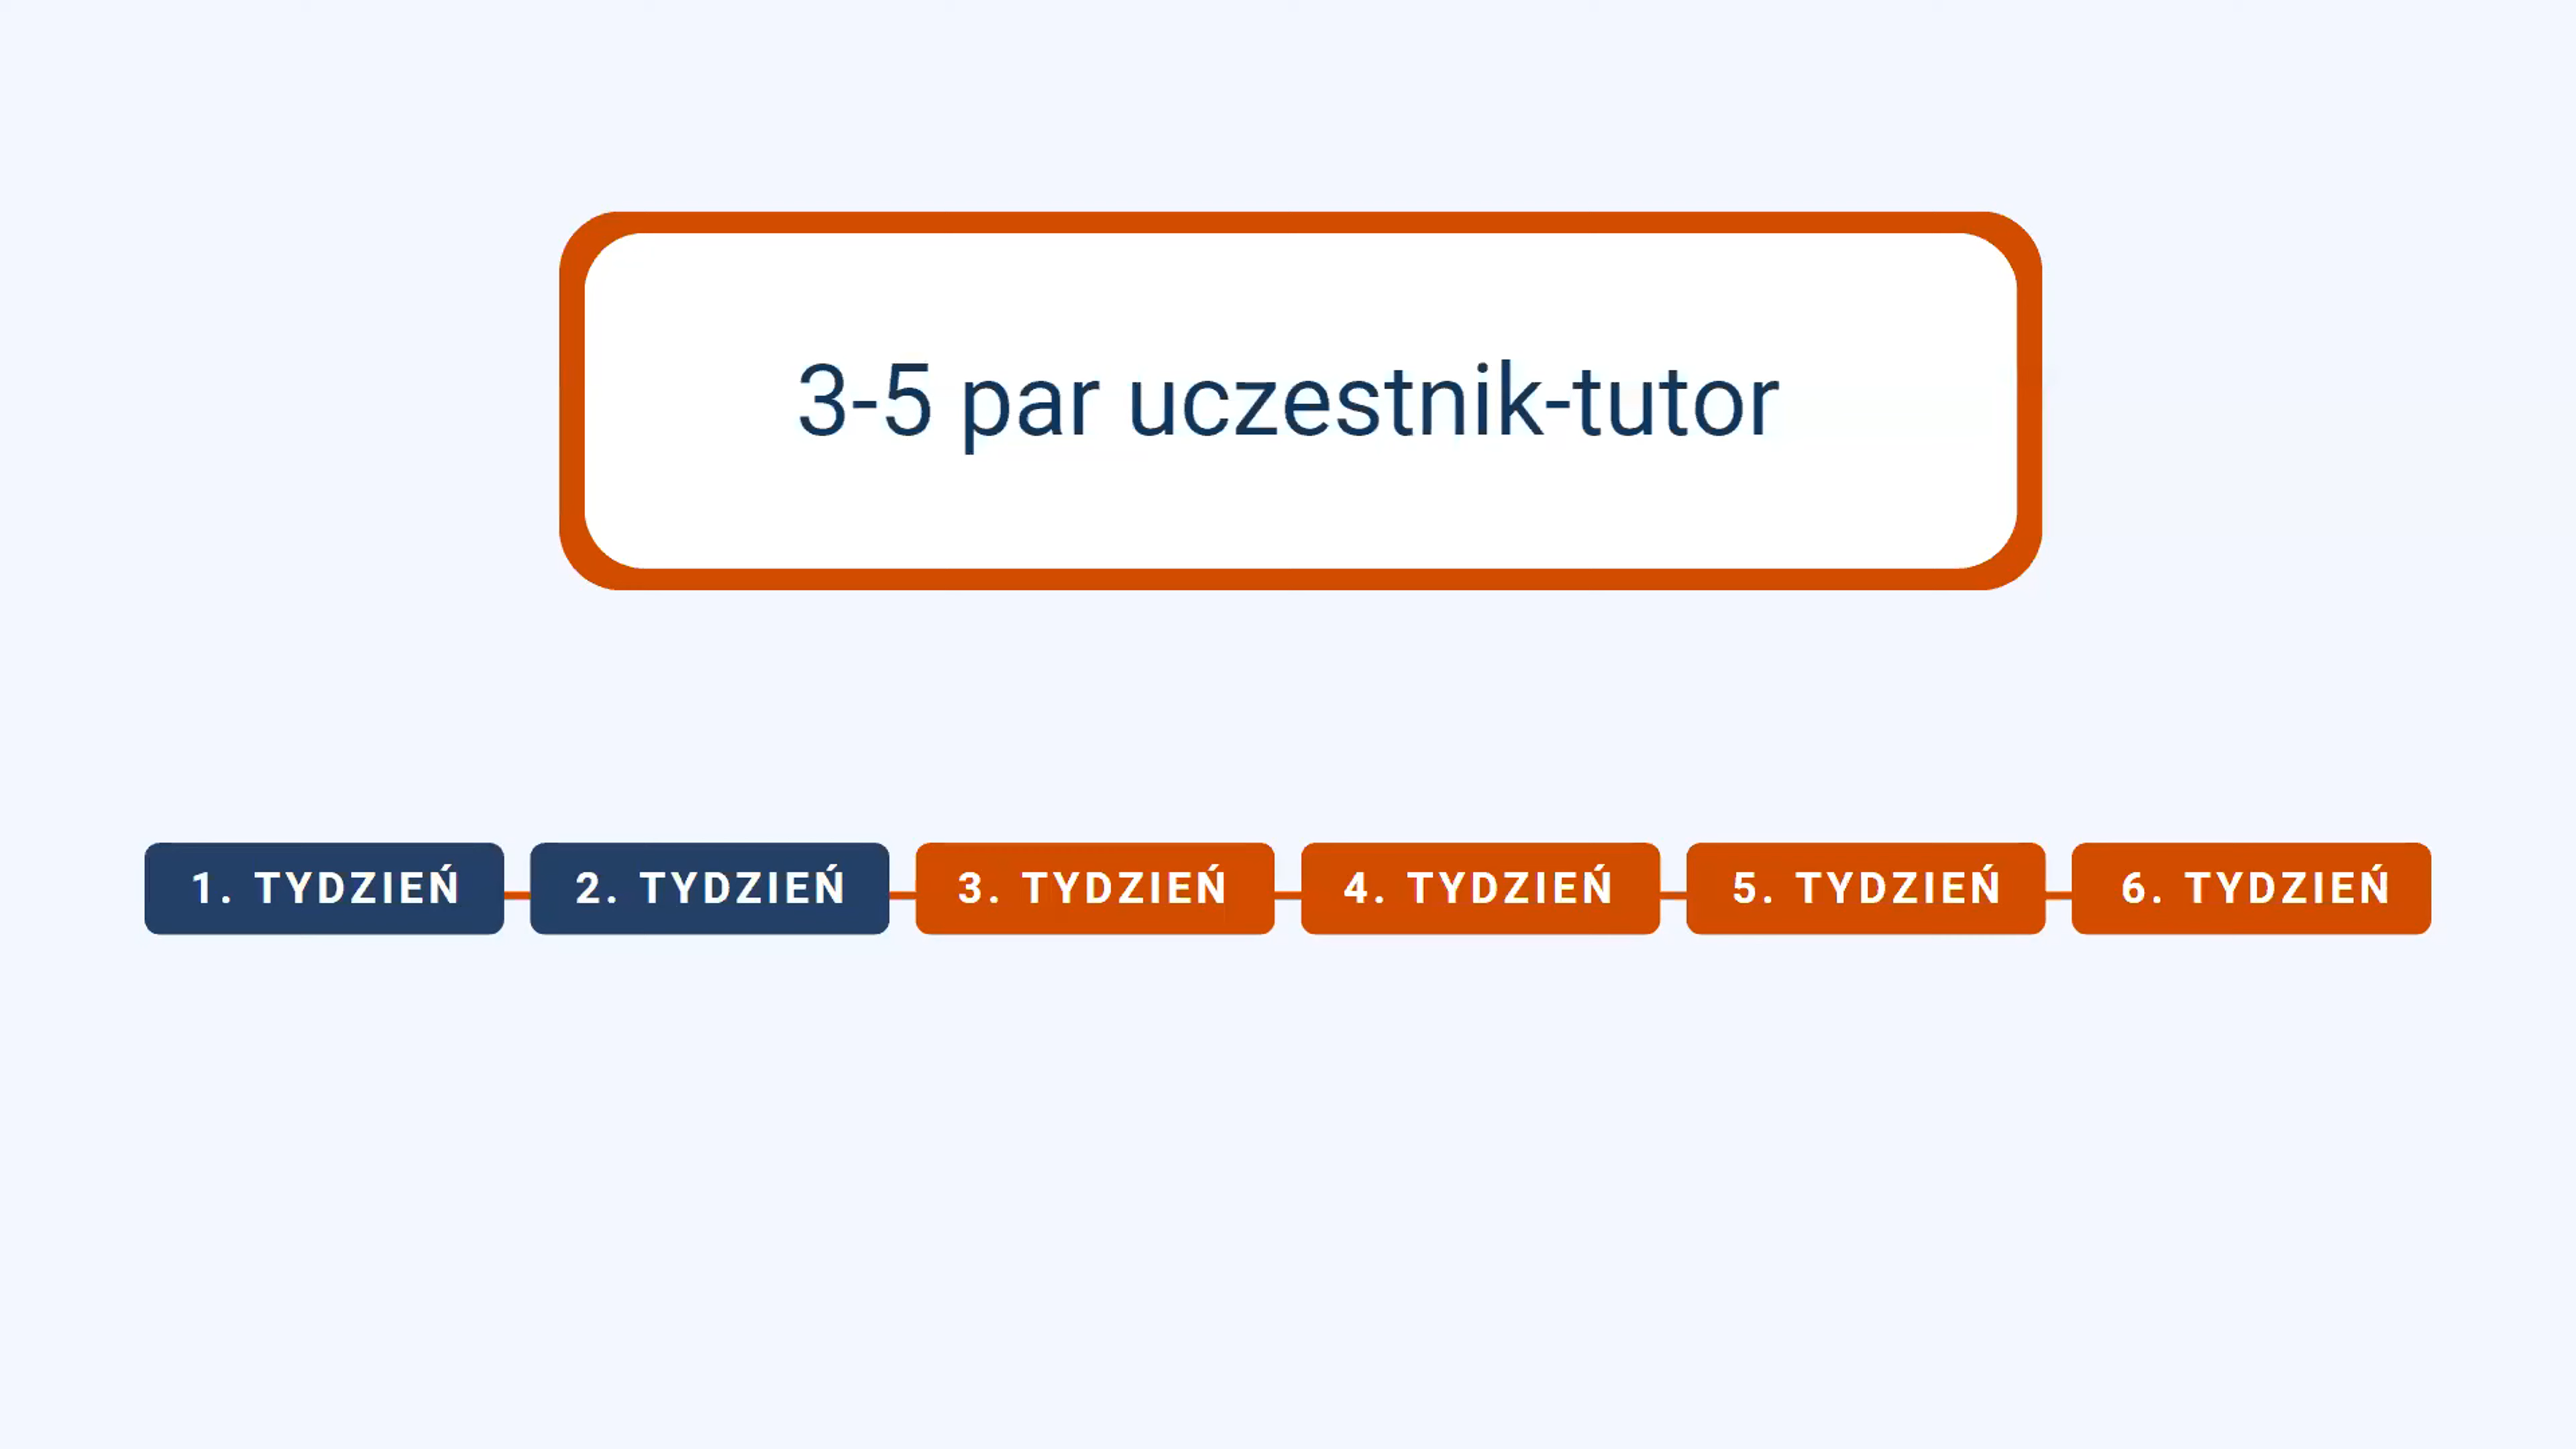 3-5 par uczestnik-tutor
1. TYDZIEŃ 2. TYDZIEŃ 3. TYDZIEŃ 4. TYDZIEŃ 5. TYDZIEŃ 6. TYDZIEŃ